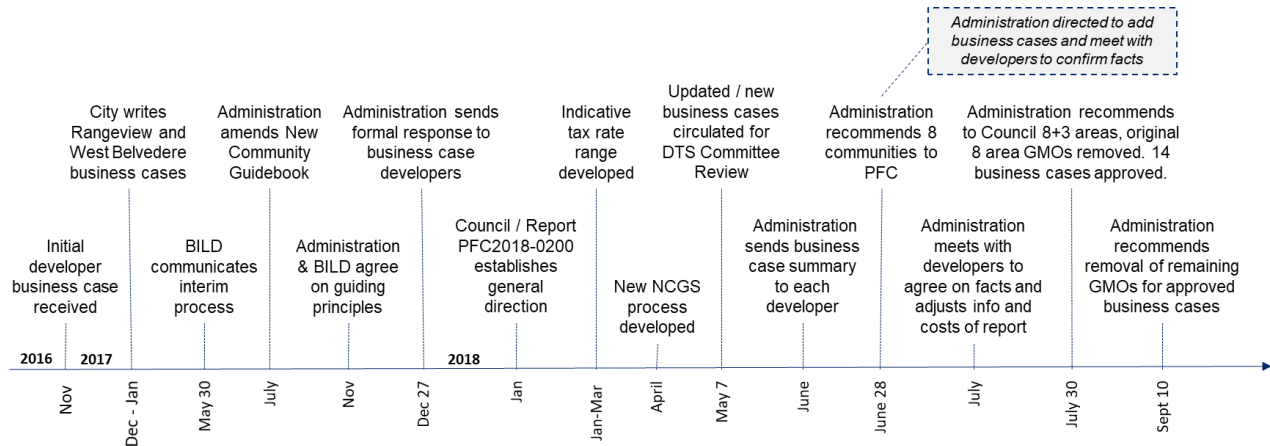 Administration directed to add
business cases and meet with
developers to confirm facts
City writes
Rangeview and
West Belvedere
business cases
Administration
amends New
Community
Guidebook
Administration sends
formal response to
business case
developers
Indicative
tax rate
range
developed
Updated / new
business cases
circulated for
DTS Committee
Review
Administration
recommends 8
communities to
PFC
Administration recommends
to Council 8+3 areas, original
8 area GMOs removed. 14
business cases approved.
Initial
developer
business case
received
BILD
communicates
interim
process
Administration
& BILD agree
on guiding
principles
Council / Report
PFC2018-0200
establishes
general
direction
New NCGS
process
developed
Administration
sends business
case summary
to each
developer
Administration
meets with
developers to
agree on facts and
adjusts info and
costs of report
Administration
recommends
removal of remaining
GMOs for approved
business cases
2016
2017
2018
Nov
Dec - Jan
May 30
July
Nov
Dec 27
Jan
Jan-Mar
April
May 7
June
June 28
July
July 30
Sept 10